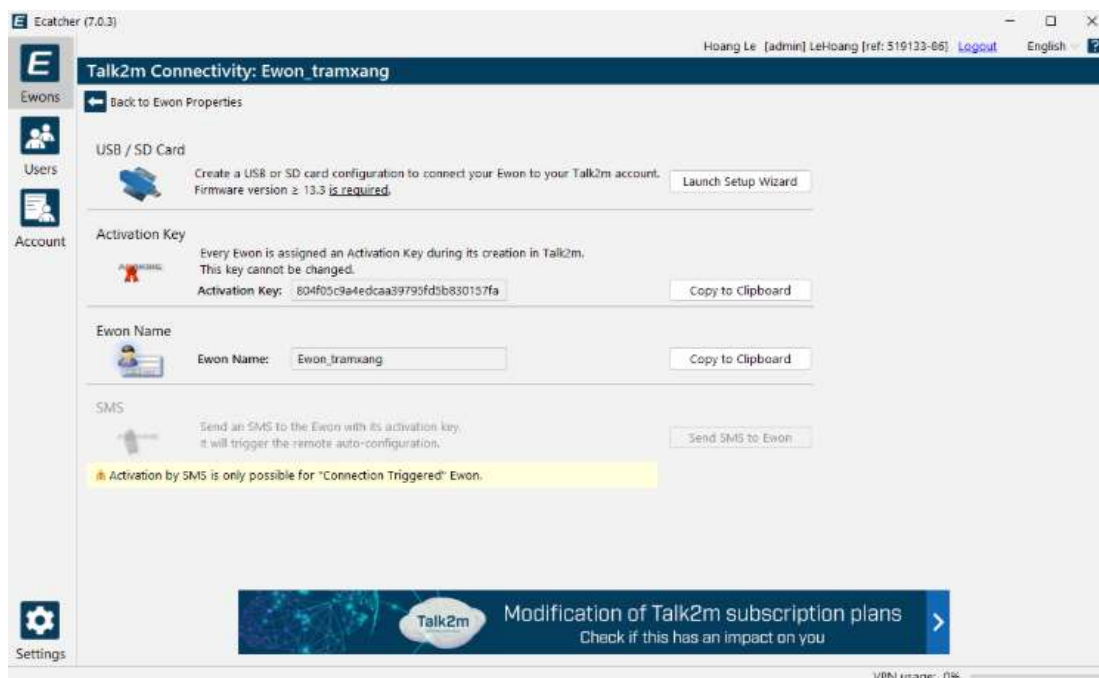 Ecatcher (7.0.3)
Hoang Le [admin] LeHoang [ref: 519133-86] Logout English ?
Ewons
Talk2m Connectivity: Ewon_tramxang
Back to Ewon Properties
Users
USB / SD Card
Create a USB or SD card configuration to connect your Ewon to your Talk2m account.
Firmware version ≥ 13.3 is required.
Launch Setup Wizard
Account
Activation Key
Every Ewon is assigned an Activation Key during its creation in Talk2m.
This key cannot be changed.
Activation Key: 804f05c9a4edcaa39795fd5b830157fa
Copy to Clipboard
Ewon Name
Ewon Name: Ewon_tramxang
Copy to Clipboard
SMS
Send an SMS to the Ewon with its activation key.
It will trigger the remote auto-configuration.
Send SMS to Ewon
Activation by SMS is only possible for "Connection Triggered" Ewon.
Talk2m
Modification of Talk2m subscription plans
Check if this has an impact on you
Settings
VPN usage: 0%